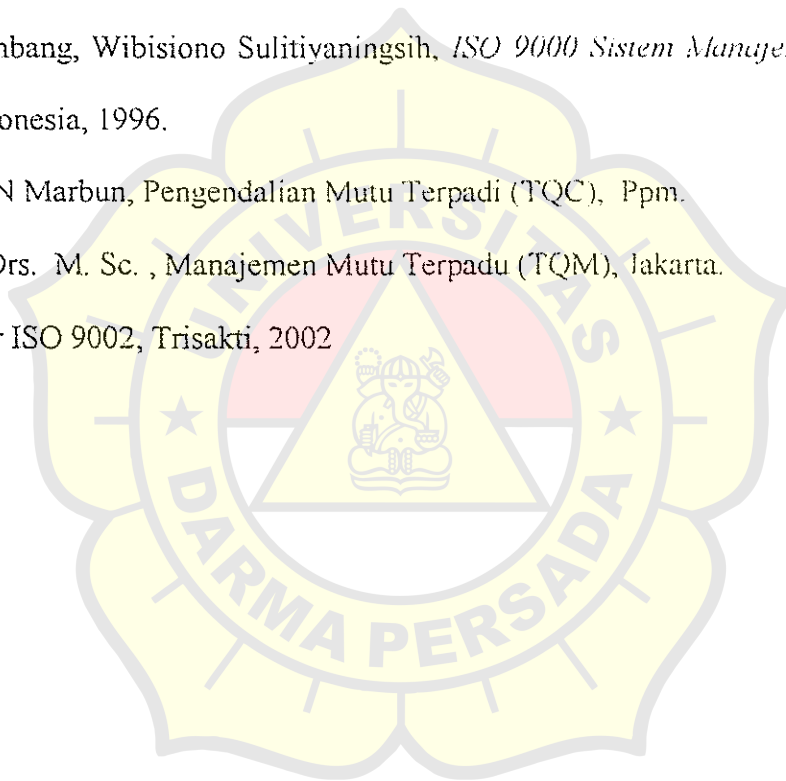 nbang, Wibisiono Sulitiyaningsih, ISO 9000 Sistem Manaje
onesia, 1996.
N Marbun, Pengendalian Mutu Terpadi (TQC), Ppm.
Drs. M. Sc. , Manajemen Mutu Terpadu (TQM), Jakarta.
r ISO 9002, Trisakti, 2002
UNIVERSITAS
DARMA PERSADA